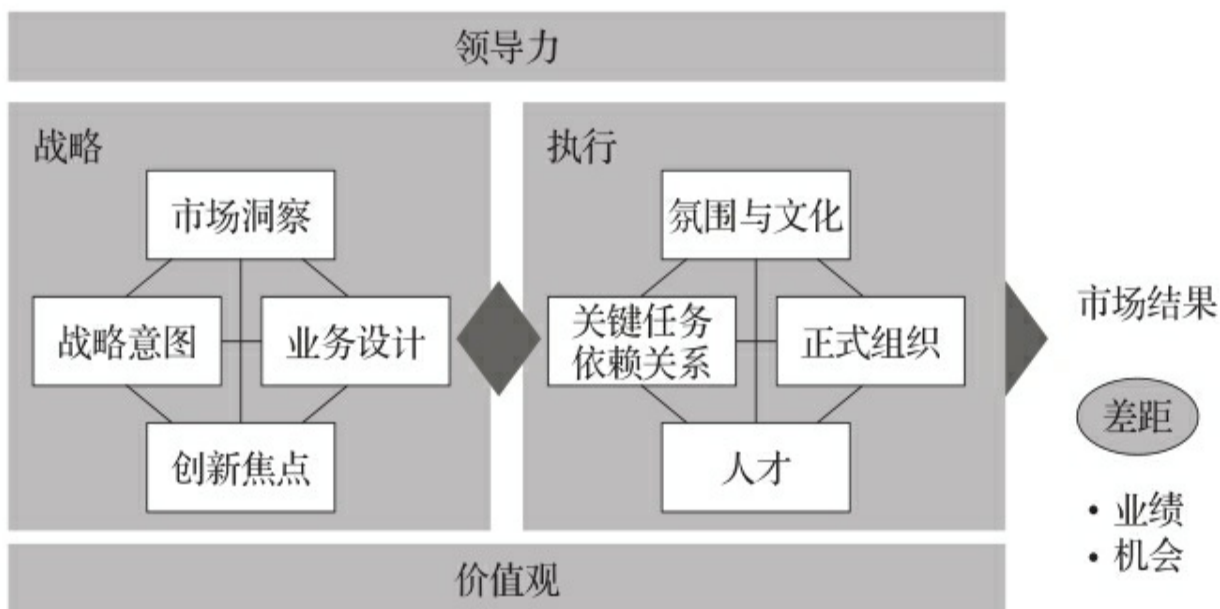 领导力
战略
市场洞察
战略意图
业务设计
创新焦点
执行
氛围与文化
关键任务
依赖关系
正式组织
人才
市场结果
差距
• 业绩
• 机会
价值观